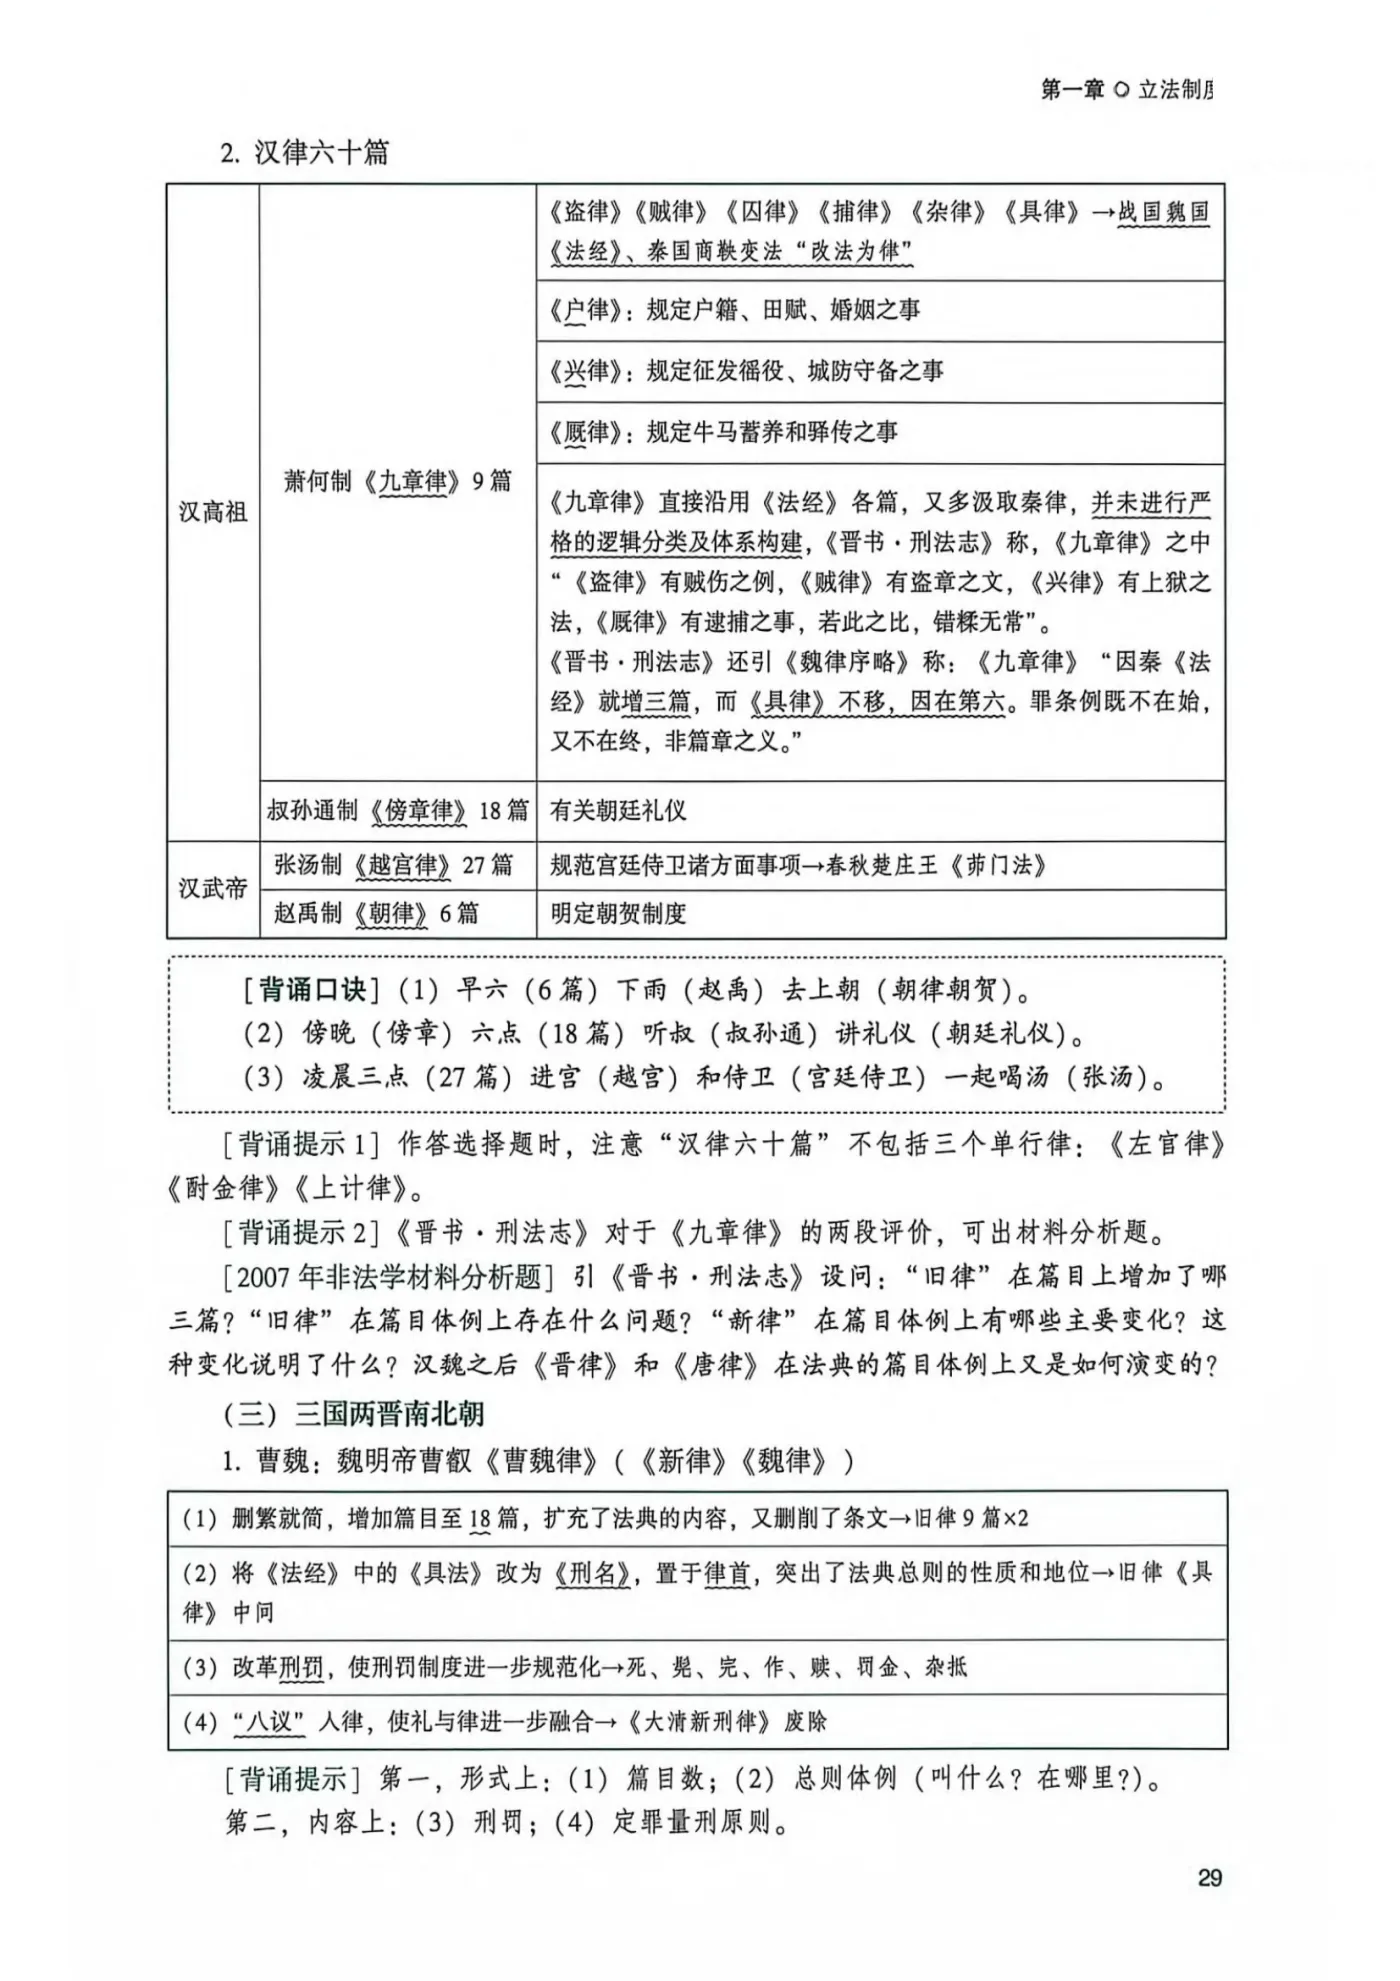 第一章 ○ 立法制度
2. 汉律六十篇
汉高祖
萧何制《九章律》9 篇
《盗律》《贼律》《囚律》《捕律》《杂律》《具律》→战国魏国
《法经》、秦国商鞅变法“改法为律”
《户律》：规定户籍、田赋、婚姻之事
《兴律》：规定征发徭役、城防守备之事
《厩律》：规定牛马蓄养和驿传之事
《九章律》直接沿用《法经》各篇，又多汲取秦律，并未进行严
格的逻辑分类及体系构建，《晋书·刑法志》称，《九章律》之中
“《盗律》有贼伤之例，《贼律》有盗章之文，《兴律》有上狱之
法，《厩律》有逮捕之事，若此之比，错糅无常”。
《晋书·刑法志》还引《魏律序略》称：《九章律》“因秦《法
经》就增三篇，而《具律》不移，因在第六。罪条例既不在始，
又不在终，非篇章之义。”
叔孙通制《傍章律》18 篇
有关朝廷礼仪
汉武帝
张汤制《越宫律》27 篇
规范宫廷侍卫诸方面事项→春秋楚庄王《茆门法》
赵禹制《朝律》6 篇
明定朝贺制度
［背诵口诀］（1）早六（6 篇）下雨（赵禹）去上朝（朝律朝贺）。
（2）傍晚（傍章）六点（18 篇）听叔（叔孙通）讲礼仪（朝廷礼仪）。
（3）凌晨三点（27 篇）进宫（越宫）和侍卫（宫廷侍卫）一起喝汤（张汤）。
［背诵提示 1］作答选择题时，注意“汉律六十篇”不包括三个单行律：《左官律》
《酎金律》《上计律》。
［背诵提示 2］《晋书·刑法志》对于《九章律》的两段评价，可出材料分析题。
［2007 年非法学材料分析题］引《晋书·刑法志》设问：“旧律”在篇目上增加了哪
三篇？“旧律”在篇目体例上存在什么问题？“新律”在篇目体例上有哪些主要变化？这
种变化说明了什么？汉魏之后《晋律》和《唐律》在法典的篇目体例上又是如何演变的？
（三）三国两晋南北朝
1. 曹魏：魏明帝曹叡《曹魏律》（《新律》《魏律》）
（1）删繁就简，增加篇目至 18 篇，扩充了法典的内容，又删削了条文→旧律 9 篇×2
（2）将《法经》中的《具法》改为《刑名》，置于律首，突出了法典总则的性质和地位→旧律《具
律》中间
（3）改革刑罚，使刑罚制度进一步规范化→死、髡、完、作、赎、罚金、杂抵
（4）“八议”人律，使礼与律进一步融合→《大清新刑律》废除
［背诵提示］第一，形式上：（1）篇目数；（2）总则体例（叫什么？在哪里？）。
第二，内容上：（3）刑罚；（4）定罪量刑原则。
29